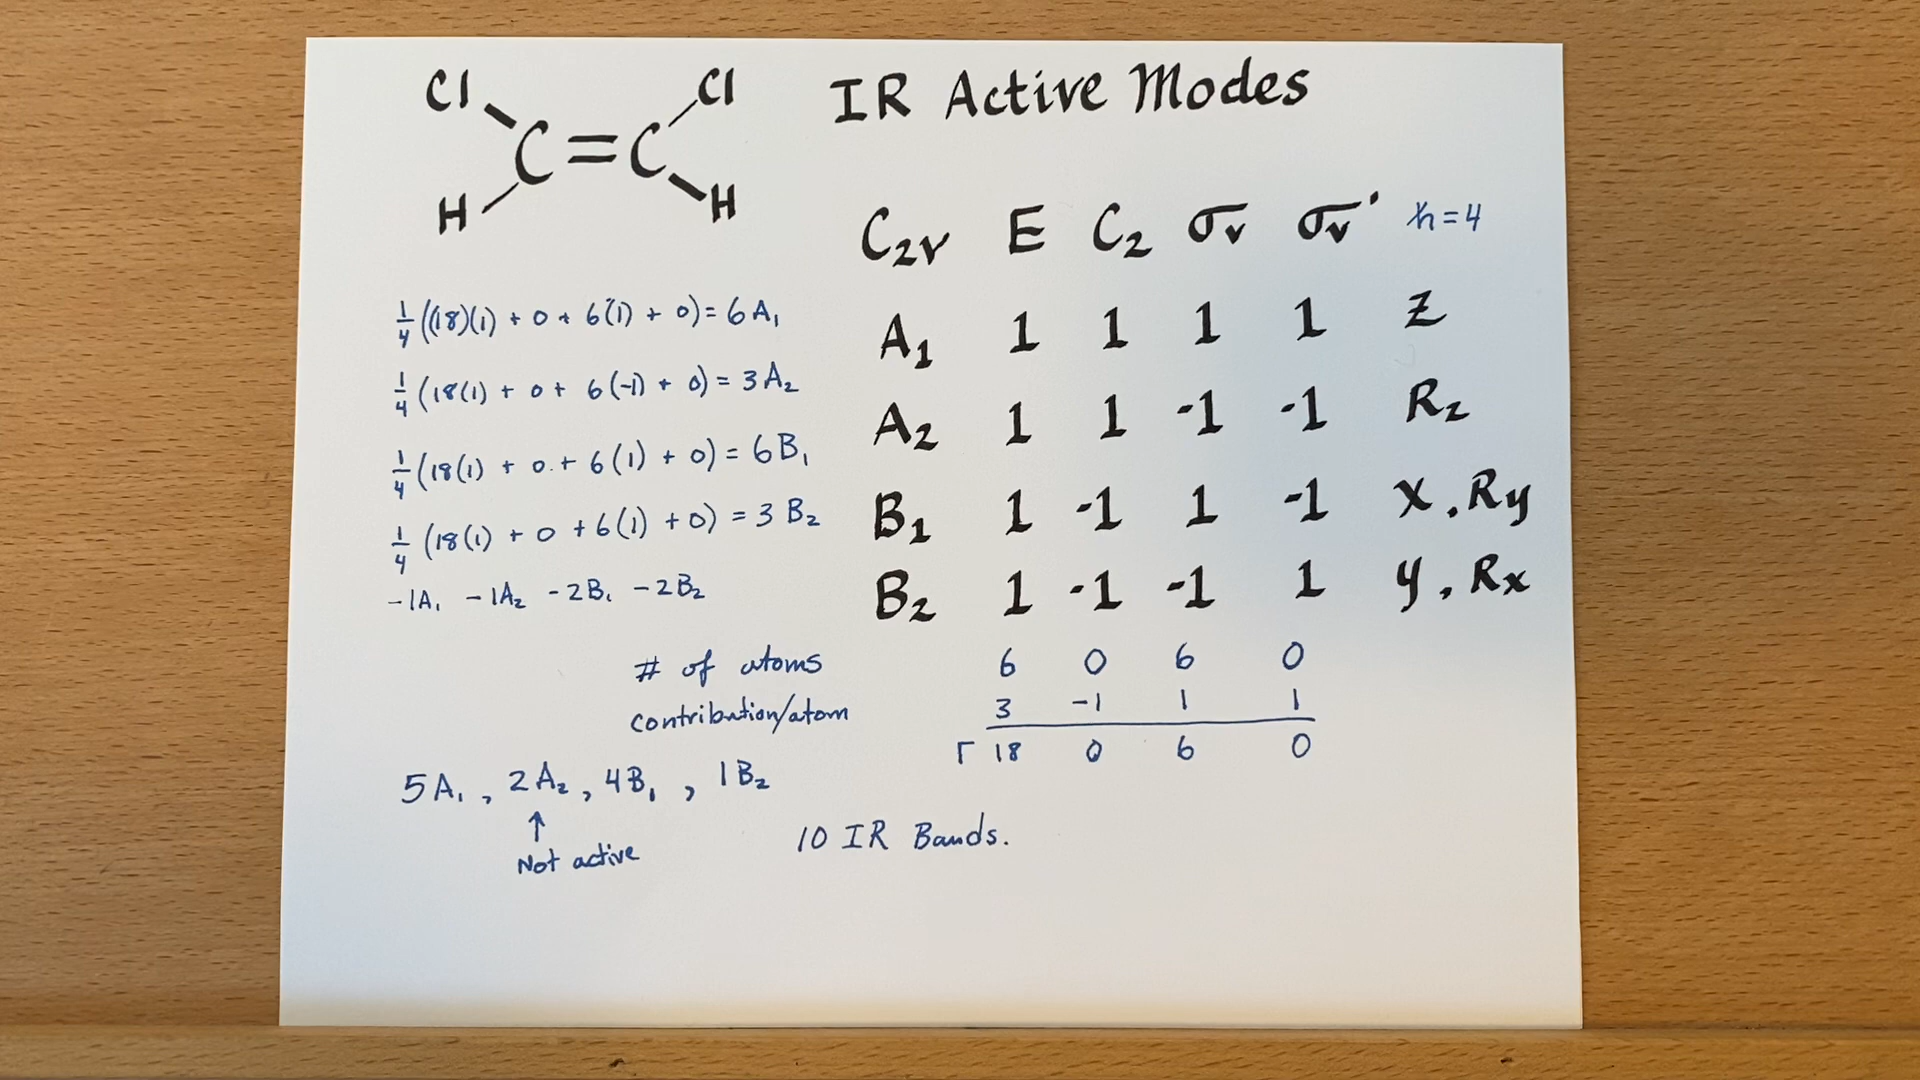 Cl Cl
C=C
H H
IR Active Modes
C₂ᵥ E C₂ σᵥ σᵥ' h=4
A₁ 1 1 1 1 Z
A₂ 1 1 -1 -1 Rz
B₁ 1 -1 1 -1 X, Ry
B₂ 1 -1 -1 1 y, Rx
1/4 ((18)(1) + 0 + 6(1) + 0) = 6A₁
1/4 (18(1) + 0 + 6(-1) + 0) = 3A₂
1/4 (18(1) + 0 + 6(1) + 0) = 6B₁
1/4 (18(1) + 0 + 6(1) + 0) = 3B₂
-1A₁ -1A₂ -2B₁ -2B₂
# of atoms 6 0 6 0
contribution/atom 3 -1 1 1
Γ 18 0 6 0
5A₁, 2A₂, 4B₁, 1B₂
↑
Not active
10 IR Bands.